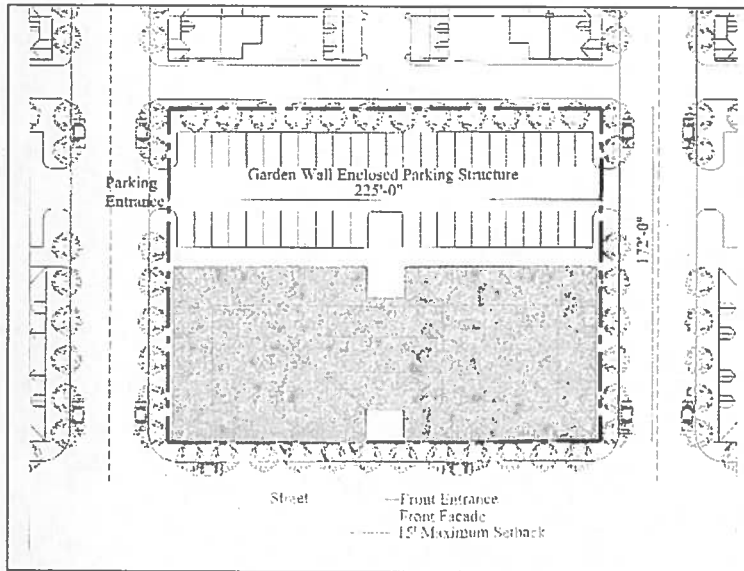 Parking
Entrance
Garden Wall Enclosed Parking Structure
225'-0"
172'-0"
Street
Front Entrance
Front Facade
15' Maximum Setback